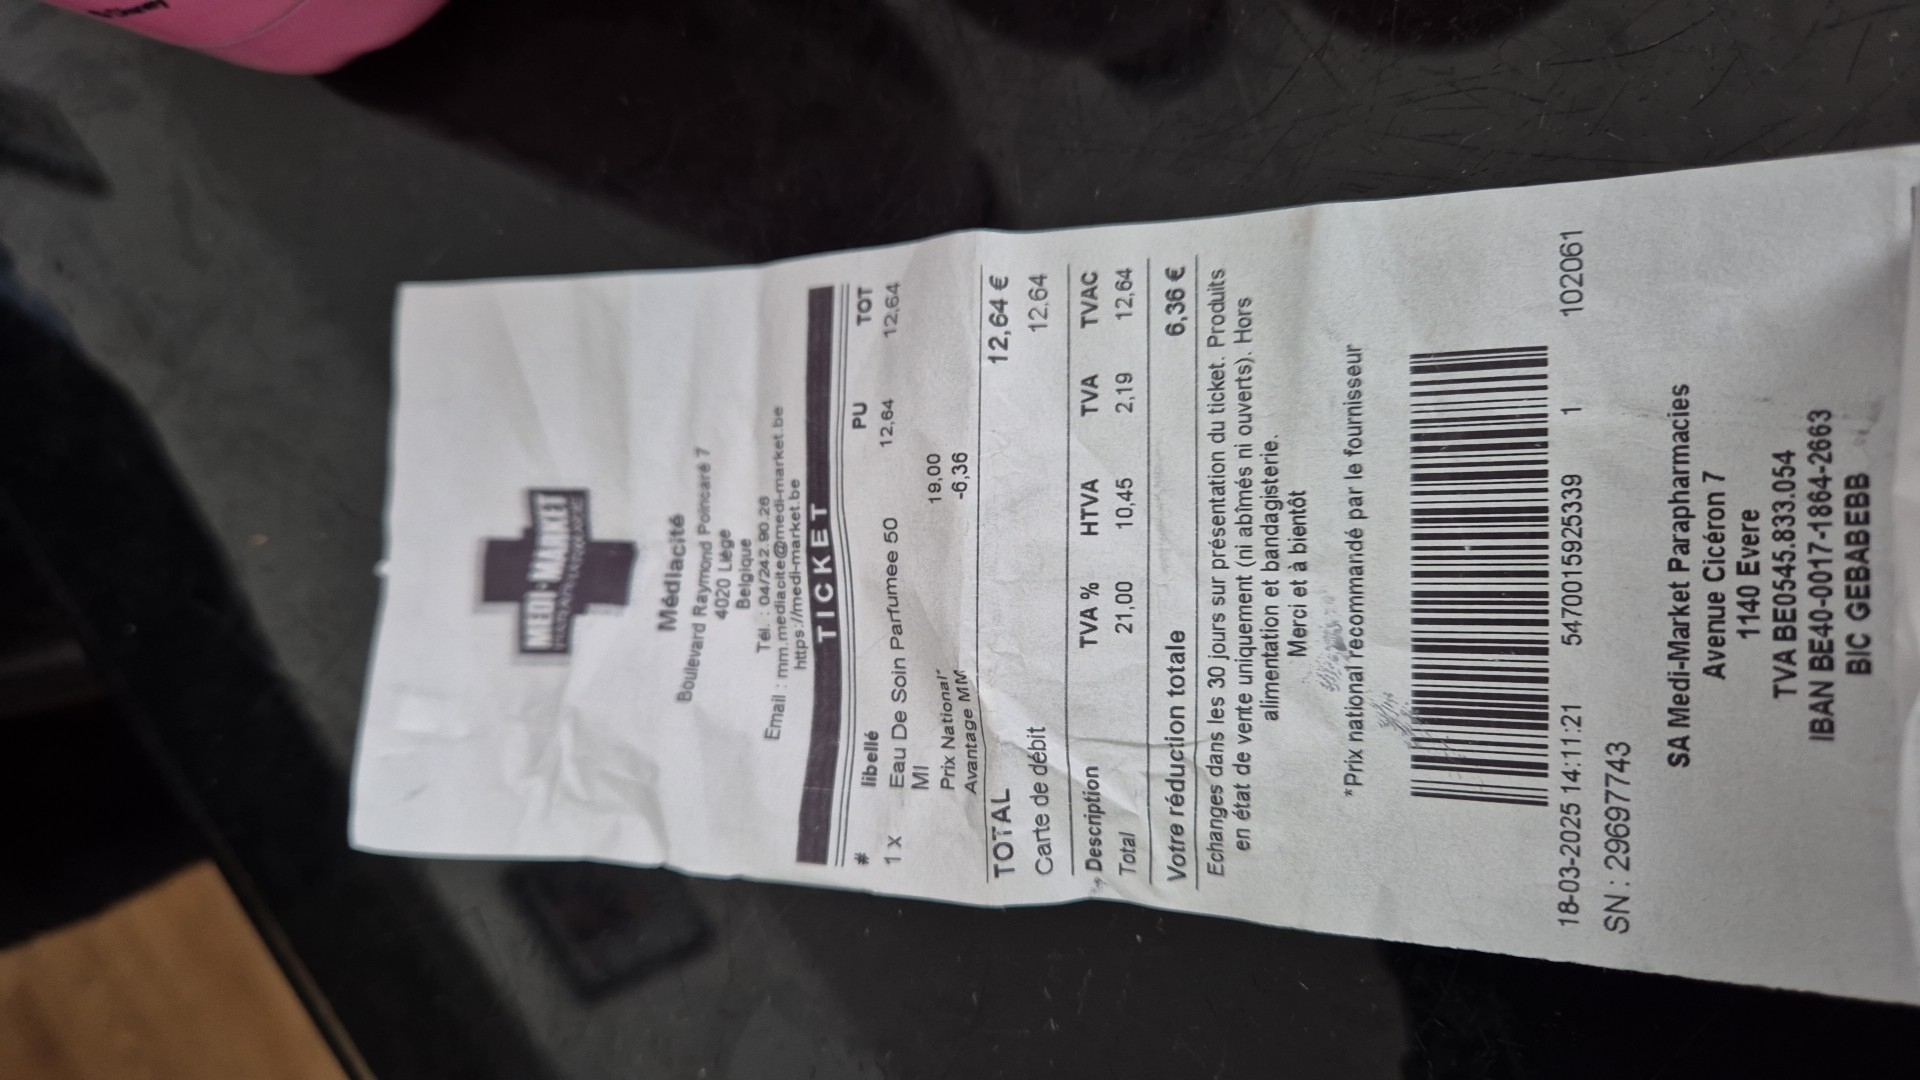 Disney
MEDI-MARKET
Médiacité
Boulevard Raymond Poincaré 7
4020 Liège
Belgique
Tél. : 04/242.90.26
Email : mm.mediacite@medi-market.be
https://medi-market.be
TICKET
# libellé PU TOT
1 x Eau De Soin Parfumee 50 12,64 12,64
Ml
Prix National* 19,00
Avantage MM -6,36
TOTAL 12,64 €
Carte de débit 12,64
Description TVA % HTVA TVA TVAC
Total 21,00 10,45 2,19 12,64
Votre réduction totale 6,36 €
Echanges dans les 30 jours sur présentation du ticket. Produits
en état de vente uniquement (ni abîmés ni ouverts). Hors
alimentation et bandagisterie.
Merci et à bientôt
*Prix national recommandé par le fournisseur
18-03-2025 14:11:21 5470015925339 1 102061
SN : 29697743
SA Medi-Market Parapharmacies
Avenue Cicéron 7
1140 Evere
TVA BE0545.833.054
IBAN BE40-0017-1864-2663
BIC GEBABEBB